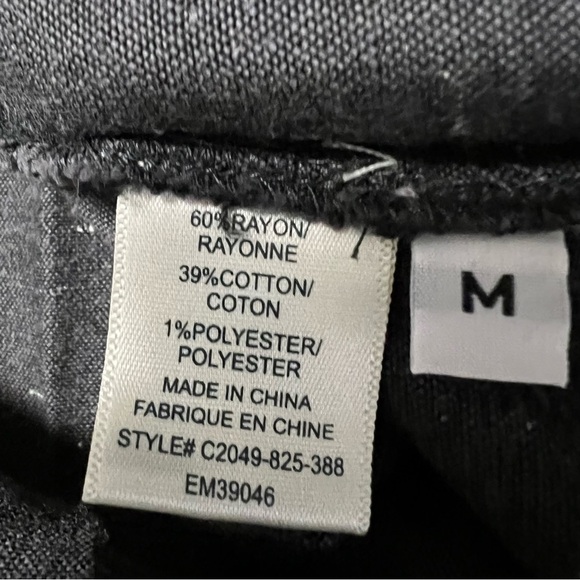 60%RAYON/
RAYONNE
39%COTTON/
COTON
1%POLYESTER/
POLYESTER
MADE IN CHINA
FABRIQUE EN CHINE
STYLE# C2049-825-388
EM39046
M